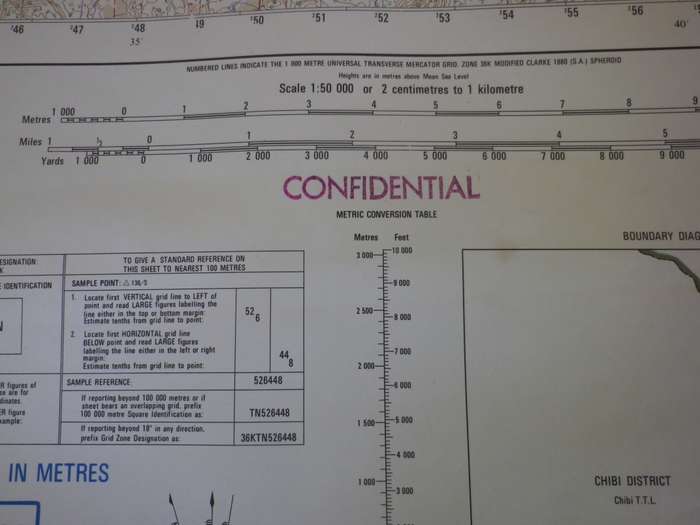 '46 '47 '48 '49 '50 '51 '52 '53 '54 '55 '56
35' 40'
NUMBERED LINES INDICATE THE 1 000 METRE UNIVERSAL TRANSVERSE MERCATOR GRID, ZONE 36K MODIFIED CLARKE 1880 (S.A.) SPHEROID
Heights are in metres above Mean Sea Level
Scale 1:50 000 or 2 centimetres to 1 kilometre
Metres 1 000 0 1 2 3 4 5 6 7 8 9
Miles 1 ½ 0 1 2 3 4 5
Yards 1 000 0 1 000 2 000 3 000 4 000 5 000 6 000 7 000 8 000 9 000
CONFIDENTIAL
METRIC CONVERSION TABLE
Metres Feet
3 000 10 000
9 000
2 500 8 000
7 000
2 000 6 000
1 500 5 000
4 000
1 000 3 000
BOUNDARY DIAG
CHIBI DISTRICT
Chibi T.T.L.
ESIGNATION:
K
E IDENTIFICATION
N
R figures of
se are for
dinates.
ER figure
xample:
TO GIVE A STANDARD REFERENCE ON
THIS SHEET TO NEAREST 100 METRES
SAMPLE POINT: △ 136/S
1. Locate first VERTICAL grid line to LEFT of
point and read LARGE figures labelling the
line either in the top or bottom margin:
Estimate tenths from grid line to point:
52
6
2. Locate first HORIZONTAL grid line
BELOW point and read LARGE figures
labelling the line either in the left or right
margin:
Estimate tenths from grid line to point:
44
8
SAMPLE REFERENCE: 526448
If reporting beyond 100 000 metres or if
sheet bears an overlapping grid, prefix
100 000 metre Square Identification as: TN526448
If reporting beyond 18° in any direction,
prefix Grid Zone Designation as: 36KTN526448
IN METRES